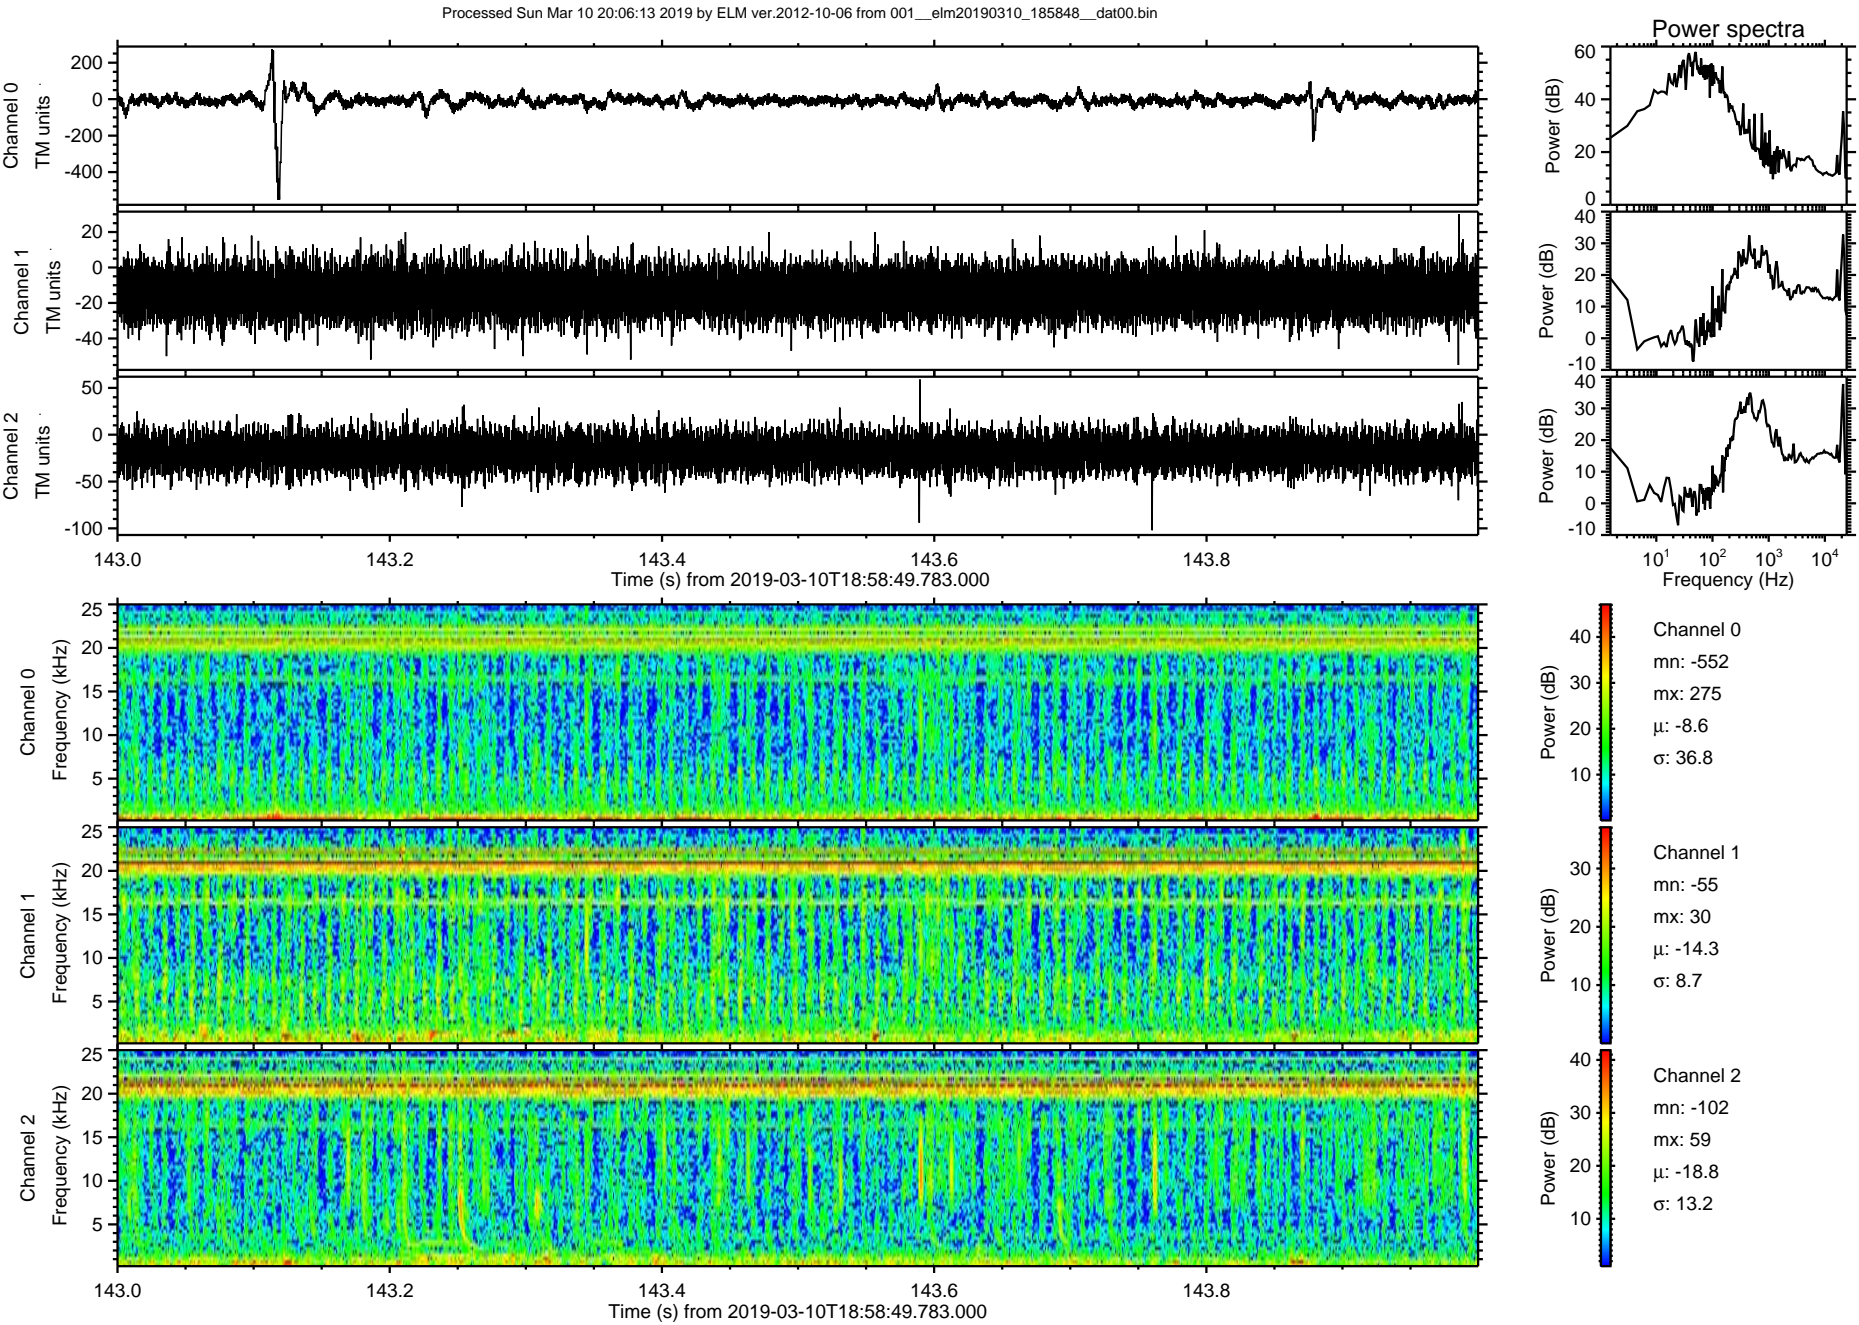 Processed Sun Mar 10 20:06:13 2019 by ELM ver.2012-10-06 from 001__elm20190310_185848__dat00.bin
Power spectra
Channel 0
TM units
200
0
-200
-400
Power (dB)
60
40
20
0
Channel 1
TM units
20
0
-20
-40
Power (dB)
40
30
20
10
0
-10
Channel 2
TM units
50
0
-50
-100
Power (dB)
40
30
20
10
0
-10
143.0 143.2 143.4 143.6 143.8
Time (s) from 2019-03-10T18:58:49.783.000
10^1 10^2 10^3 10^4
Frequency (Hz)
Channel 0
Frequency (kHz)
25
20
15
10
5
Power (dB)
40
30
20
10
Channel 0
mn: -552
mx: 275
μ: -8.6
σ: 36.8
Channel 1
Frequency (kHz)
25
20
15
10
5
Power (dB)
30
20
10
Channel 1
mn: -55
mx: 30
μ: -14.3
σ: 8.7
Channel 2
Frequency (kHz)
25
20
15
10
5
Power (dB)
40
30
20
10
Channel 2
mn: -102
mx: 59
μ: -18.8
σ: 13.2
143.0 143.2 143.4 143.6 143.8
Time (s) from 2019-03-10T18:58:49.783.000